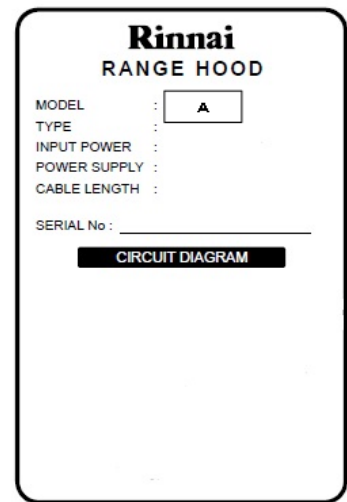 Rinnai
RANGE HOOD
MODEL : A
TYPE :
INPUT POWER :
POWER SUPPLY :
CABLE LENGTH :
SERIAL No :
CIRCUIT DIAGRAM